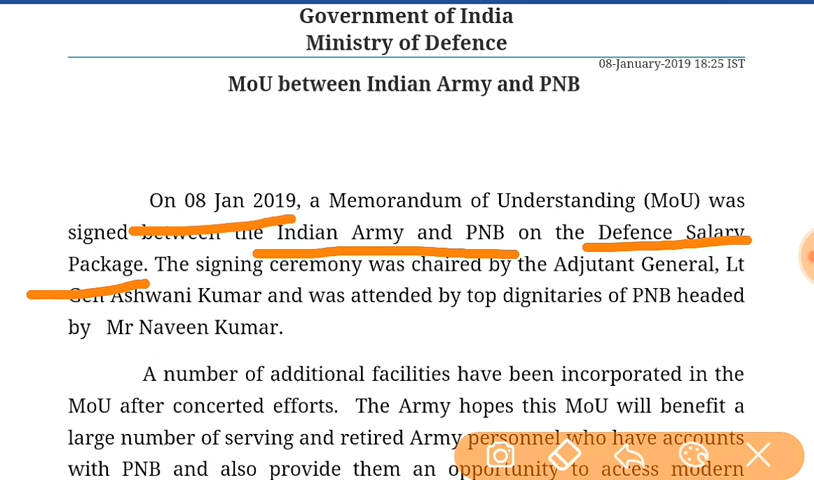 Government of India
Ministry of Defence
08-January-2019 18:25 IST
MoU between Indian Army and PNB
On 08 Jan 2019, a Memorandum of Understanding (MoU) was
signed between the Indian Army and PNB on the Defence Salary
Package. The signing ceremony was chaired by the Adjutant General, Lt
Gen Ashwani Kumar and was attended by top dignitaries of PNB headed
by Mr Naveen Kumar.
A number of additional facilities have been incorporated in the
MoU after concerted efforts. The Army hopes this MoU will benefit a
large number of serving and retired Army personnel who have accounts
with PNB and also provide them an opportunity to access modern